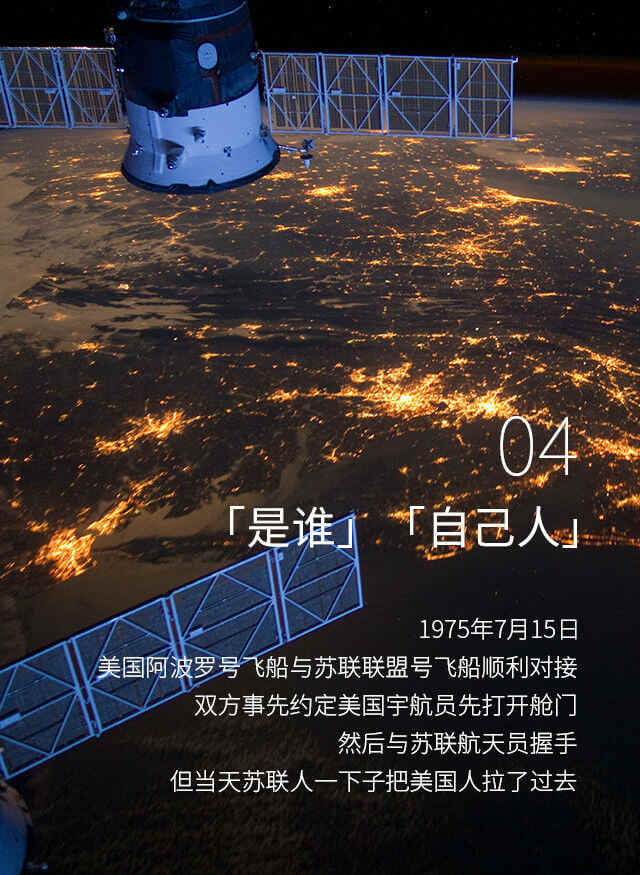 04
「是谁」「自己人」
1975年7月15日
美国阿波罗号飞船与苏联联盟号飞船顺利对接
双方事先约定美国宇航员先打开舱门
然后与苏联航天员握手
但当天苏联人一下子把美国人拉了过去